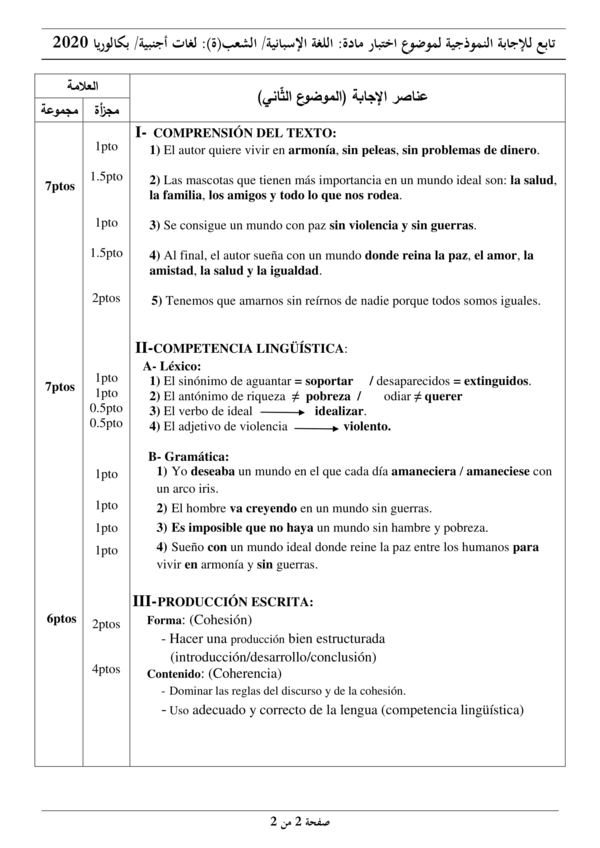 تابع للإجابة النموذجية لموضوع اختبار مادة: اللغة الإسبانية/ الشعب(ة): لغات أجنبية/ بكالوريا 2020
العلامة
عناصر الإجابة (الموضوع الثّاني)
مجموعة
مجزأة
I- COMPRENSIÓN DEL TEXTO:
1pto
1) El autor quiere vivir en armonía, sin peleas, sin problemas de dinero.
7ptos
1.5pto
2) Las mascotas que tienen más importancia en un mundo ideal son: la salud,
la familia, los amigos y todo lo que nos rodea.
1pto
3) Se consigue un mundo con paz sin violencia y sin guerras.
1.5pto
4) Al final, el autor sueña con un mundo donde reina la paz, el amor, la
amistad, la salud y la igualdad.
2ptos
5) Tenemos que amarnos sin reírnos de nadie porque todos somos iguales.
II-COMPETENCIA LINGÜÍSTICA:
A- Léxico:
7ptos
1pto
1) El sinónimo de aguantar = soportar / desaparecidos = extinguidos.
1pto
2) El antónimo de riqueza ≠ pobreza / odiar ≠ querer
0.5pto
3) El verbo de ideal → idealizar.
0.5pto
4) El adjetivo de violencia → violento.
B- Gramática:
1pto
1) Yo deseaba un mundo en el que cada día amaneciera / amaneciese con
un arco iris.
1pto
2) El hombre va creyendo en un mundo sin guerras.
1pto
3) Es imposible que no haya un mundo sin hambre y pobreza.
1pto
4) Sueño con un mundo ideal donde reine la paz entre los humanos para
vivir en armonía y sin guerras.
III-PRODUCCIÓN ESCRITA:
6ptos
2ptos
Forma: (Cohesión)
- Hacer una producción bien estructurada
(introducción/desarrollo/conclusión)
4ptos
Contenido: (Coherencia)
- Dominar las reglas del discurso y de la cohesión.
- Uso adecuado y correcto de la lengua (competencia lingüística)
صفحة 2 من 2